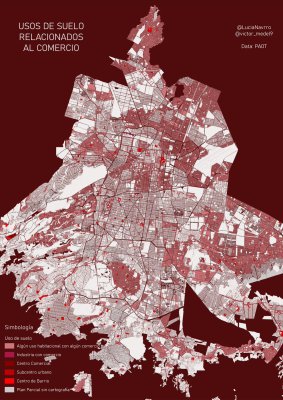 USOS DE SUELO
RELACIONADOS
AL COMERCIO
@LuciaNavrro
@victor_mede19
Data: PAOT
Simbología
Uso de suelo
Algún uso habitacional con algún comercio
Industria con comercio
Centro Comercial
Subcentro urbano
Centro de Barrio
Plan Parcial sin cartografía